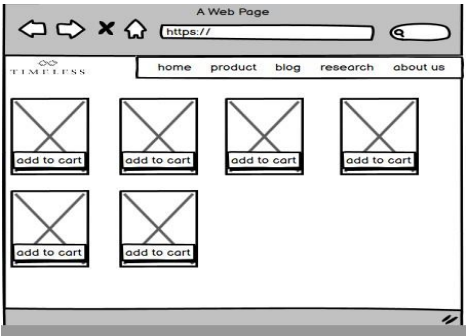 A Web Page
https://
TIMELESS
home product blog research about us
add to cart add to cart add to cart add to cart
add to cart add to cart